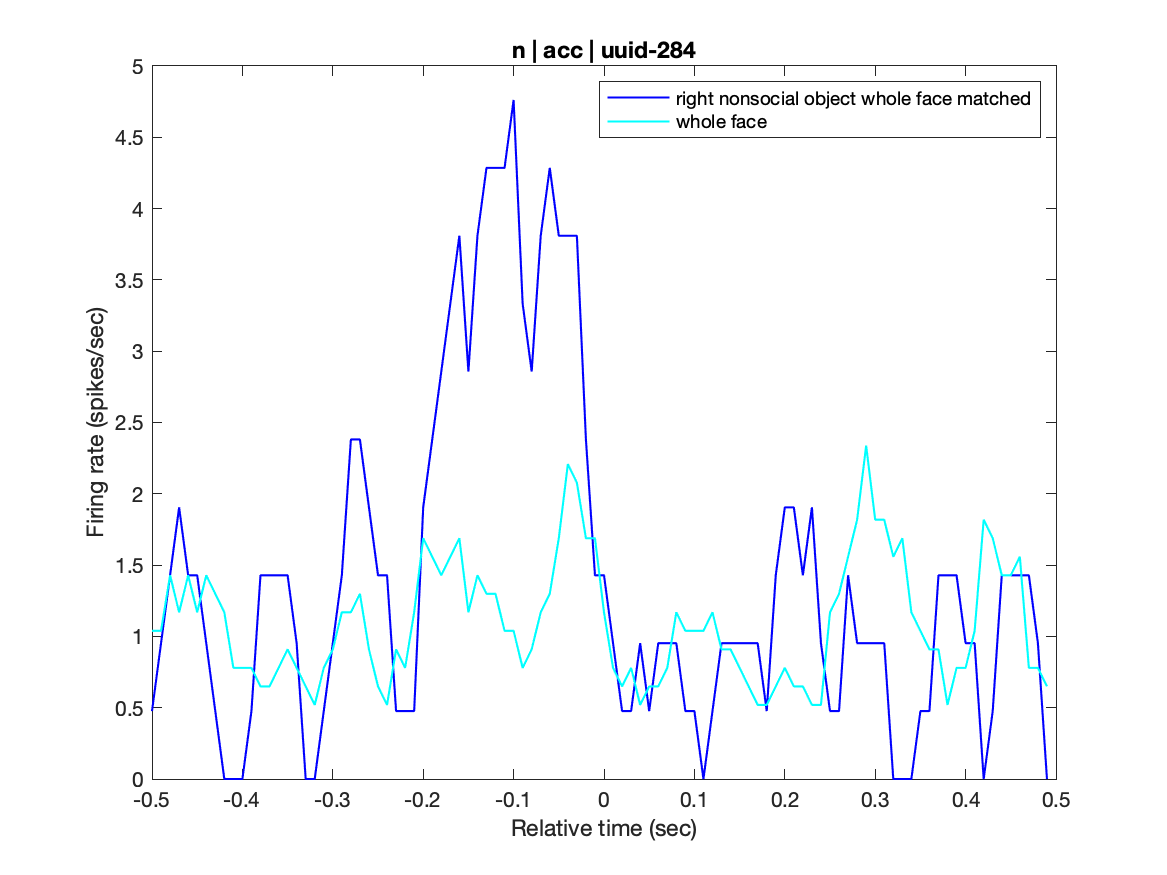 n | acc | uuid-284
right nonsocial object whole face matched
whole face
Firing rate (spikes/sec)
5
4.5
4
3.5
3
2.5
2
1.5
1
0.5
0
-0.5 -0.4 -0.3 -0.2 -0.1 0 0.1 0.2 0.3 0.4 0.5
Relative time (sec)